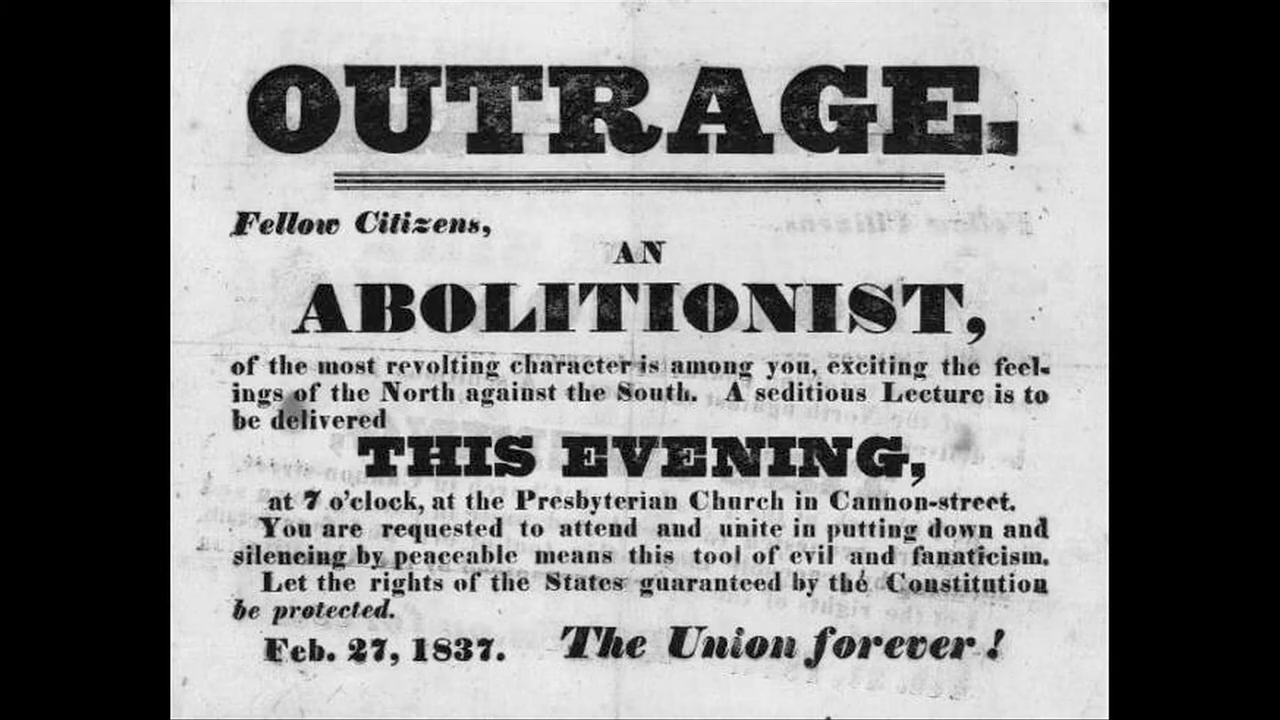 OUTRAGE.
Fellow Citizens,
AN
ABOLITIONIST,
of the most revolting character is among you, exciting the feel-
ings of the North against the South. A seditious Lecture is to
be delivered
THIS EVENING,
at 7 o'clock, at the Presbyterian Church in Cannon-street.
You are requested to attend and unite in putting down and
silencing by peaceable means this tool of evil and fanaticism.
Let the rights of the States guaranteed by the Constitution
be protected.
Feb. 27, 1837. The Union forever!